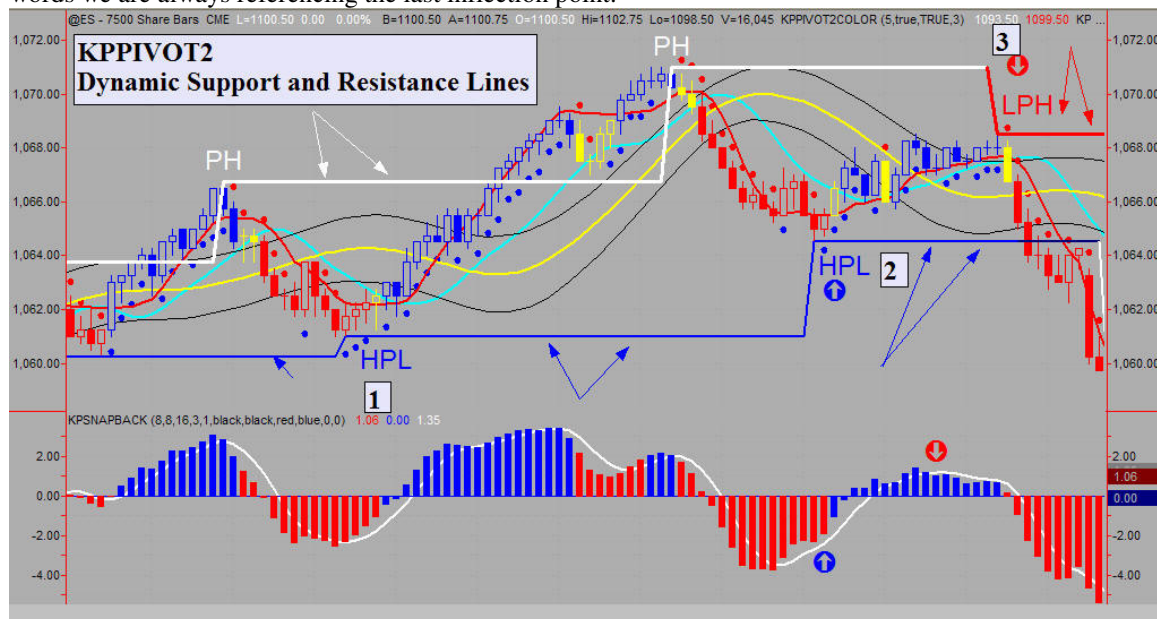 words we are always referencing the last inflection point.
@ES - 7500 Share Bars CME L=1100.50 0.00 0.00% B=1100.50 A=1100.75 O=1100.50 Hi=1102.75 Lo=1098.50 V=16,045 KPPIVOT2COLOR (5,true,TRUE,3) 1093.50 1099.50 KP ...
KPPIVOT2
Dynamic Support and Resistance Lines
PH
PH
3
LPH
1,072.00
1,070.00
1,068.00
1,066.00
1,064.00
1,062.00
1,060.00
1,072.00
1,070.00
1,068.00
1,066.00
1,064.00
1,062.00
1,060.00
HPL
1
HPL
2
KPSNAPBACK (8,8,16,3,1,black,black,red,blue,0,0) 1.06 0.00 1.35
2.00
0.00
-2.00
-4.00
2.00
1.06
0.00
-2.00
-4.00